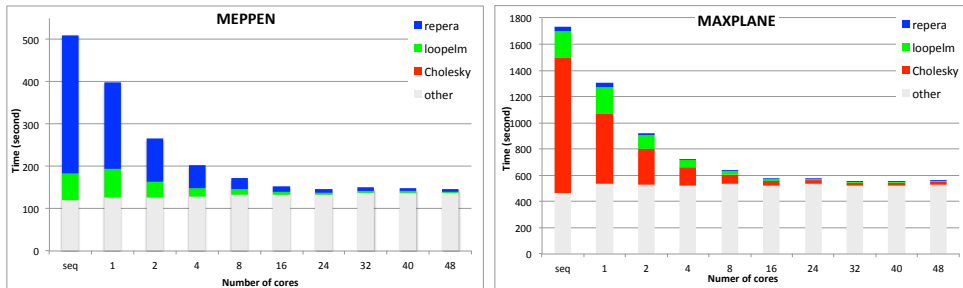 MEPPEN
repera
loopelm
Cholesky
other
Time (second)
500
400
300
200
100
0
seq 1 2 4 8 16 24 32 40 48
Number of cores
MAXPLANE
repera
loopelm
Cholesky
other
Time (second)
1800
1600
1400
1200
1000
800
600
400
200
0
seq 1 2 4 8 16 24 32 40 48
Numer of cores